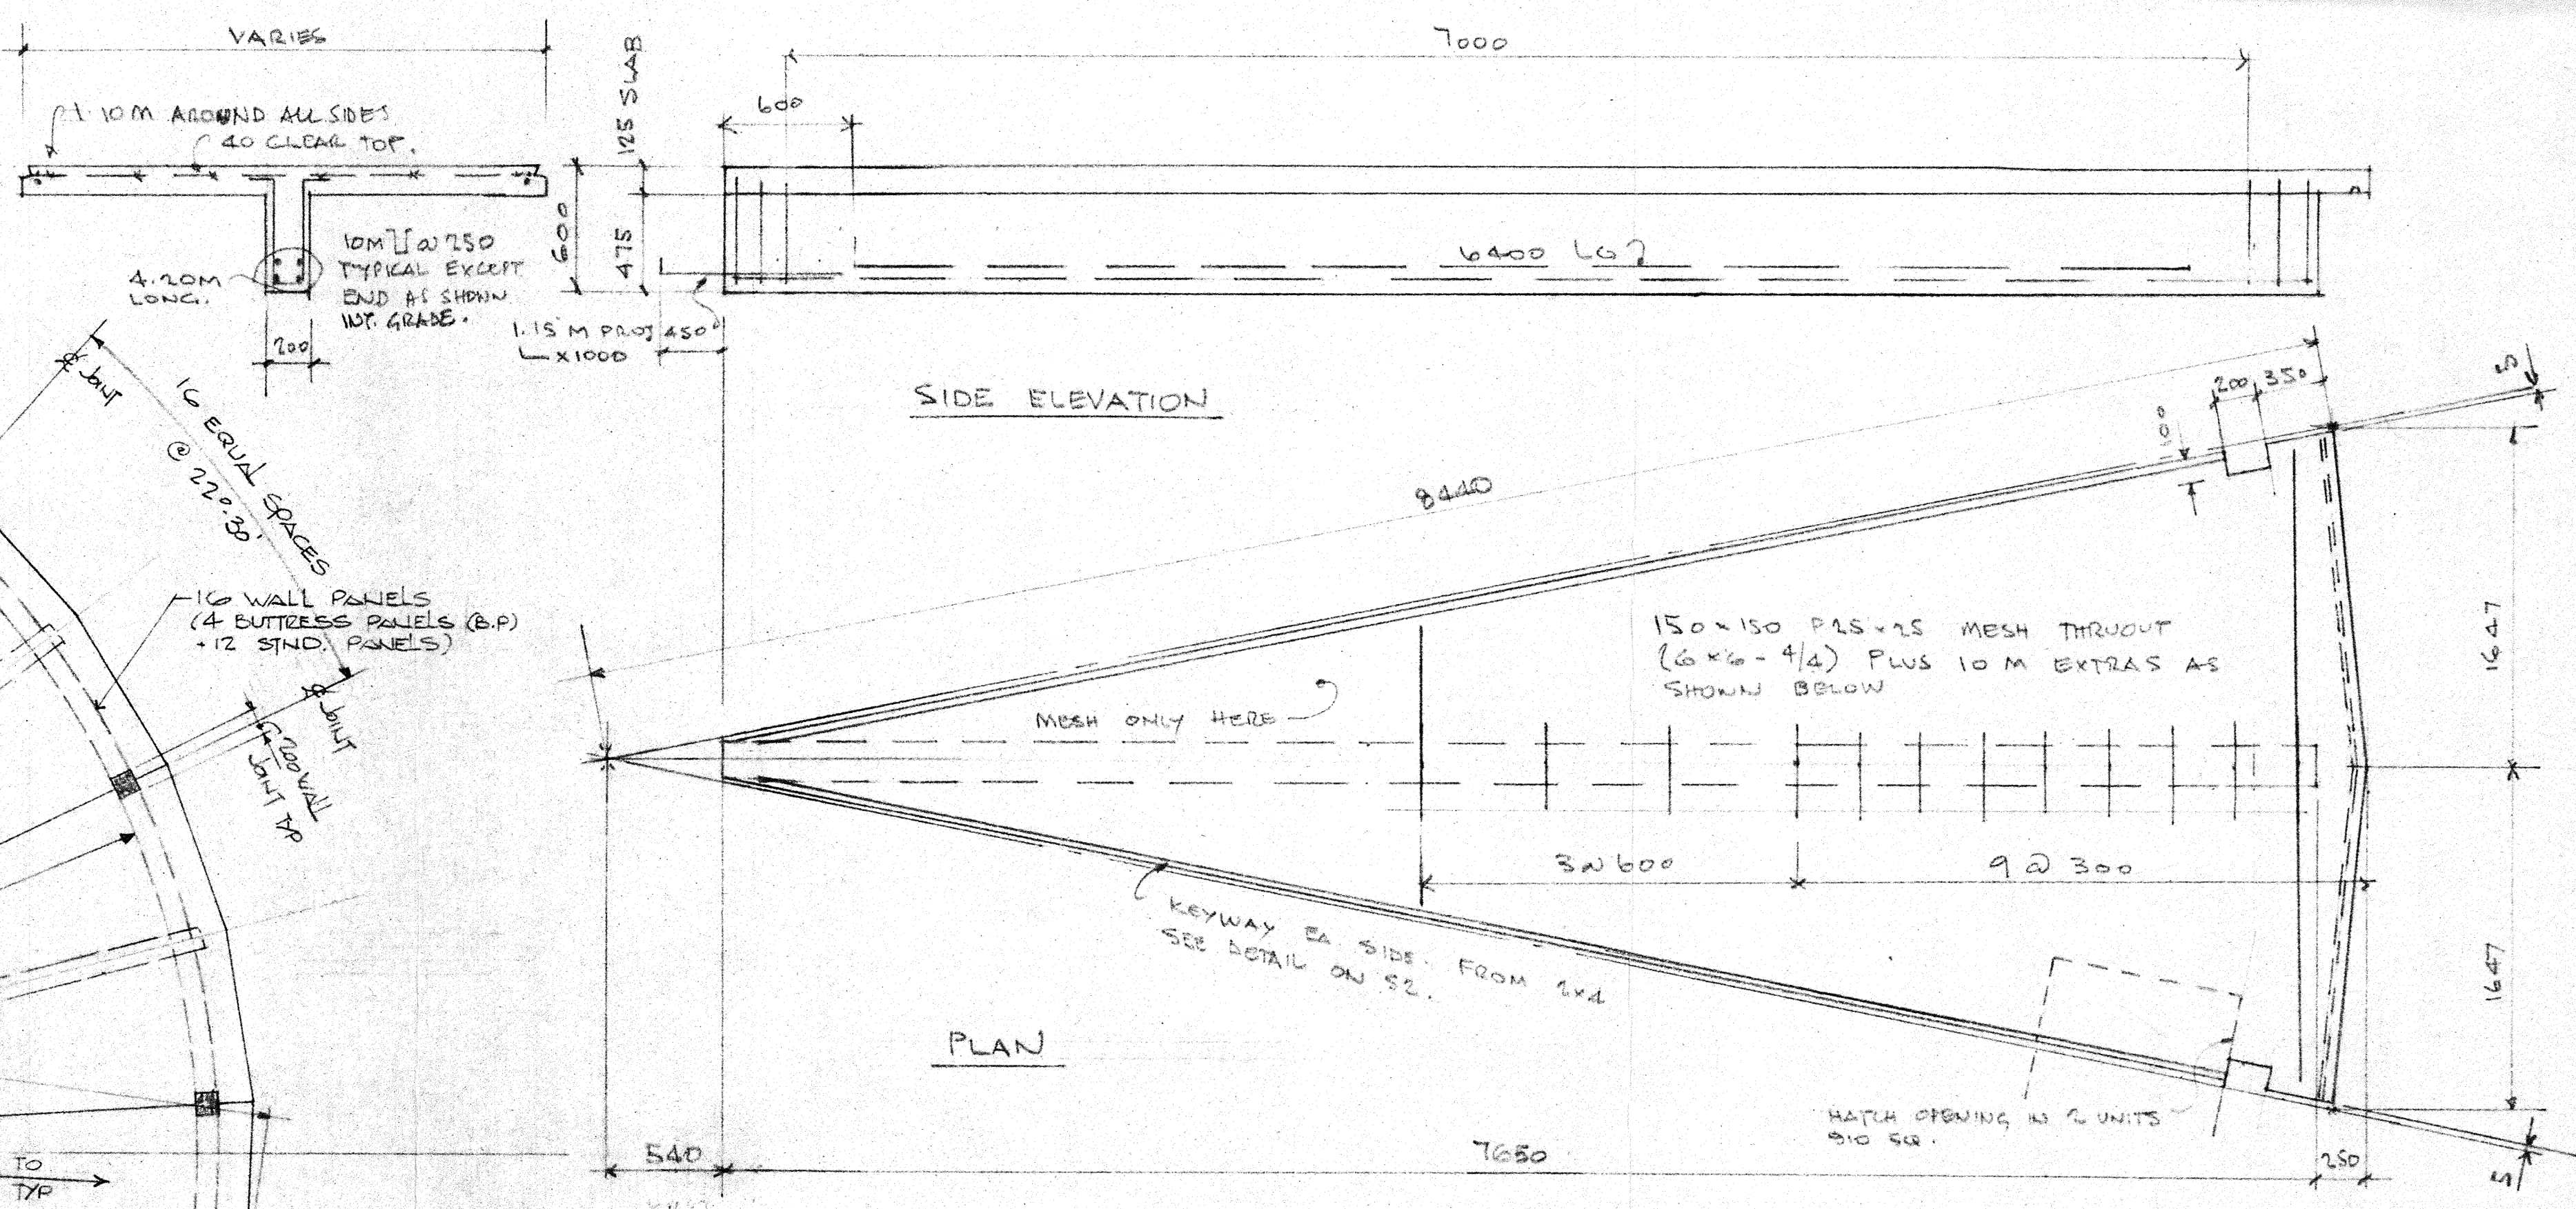 VARIES
1-10M AROUND ALL SIDES
40 CLEAR TOP.
125 SLAB
600
475
10M @ 250
TYPICAL EXCEPT
END AS SHOWN
INT. GRADE.
4-20M
LONG.
200
7000
600
6400 LG
1-15M PROJ 450
X1000
SIDE ELEVATION
℄ JOINT
16 EQUAL SPACES
@ 22°.30'
16 WALL PANELS
(4 BUTTRESS PANELS (B.P)
+12 STND. PANELS)
℄ JOINT
200 WALL
JOINT TYP
TO
TYP
8440
200
350
5
100
150 x 150 P25 x 25 MESH THRUOUT
(6x6 - 4/4) PLUS 10M EXTRAS AS
SHOWN BELOW
MESH ONLY HERE
1647
3 @ 600
9 @ 300
KEYWAY EA. SIDE. FROM 2x4
SEE DETAIL ON S2.
1647
PLAN
HATCH OPENING IN 2 UNITS
910 SQ.
540
7650
250
5